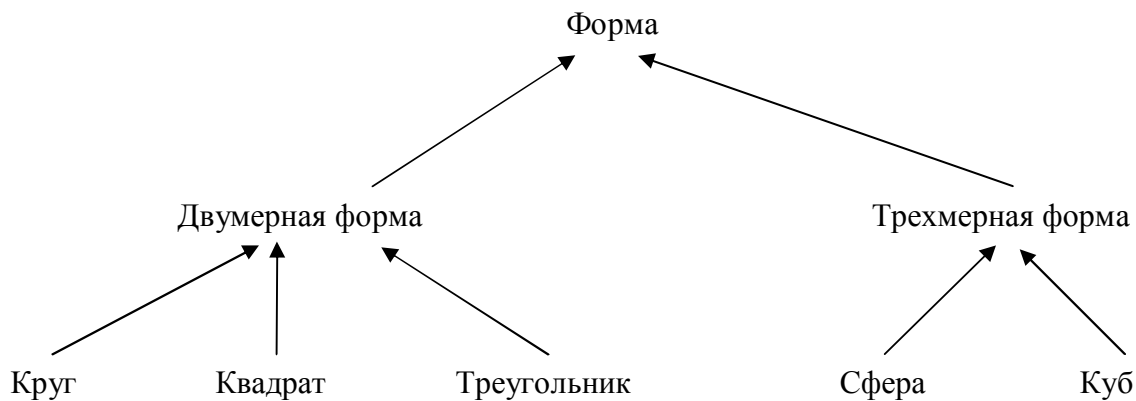 Форма
Двумерная форма Трехмерная форма
Круг Квадрат Треугольник Сфера Куб